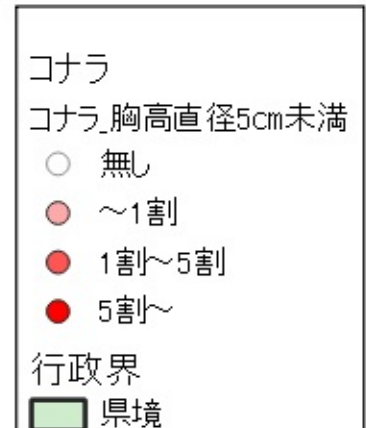 コナラ
コナラ_胸高直径5cm未満
無し
～1割
1割～5割
5割～
行政界
県境